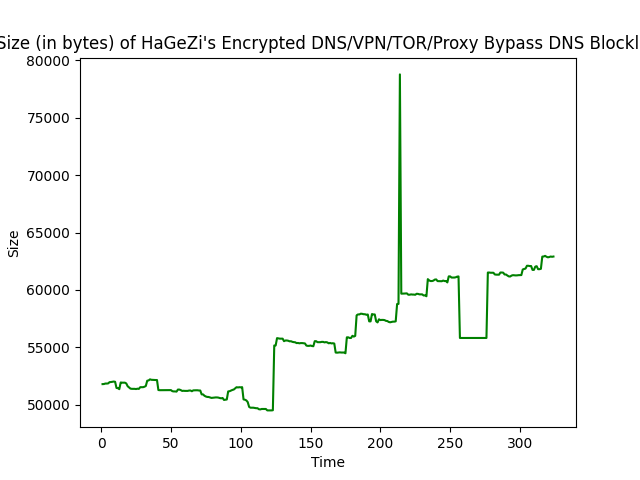 Size (in bytes) of HaGeZi's Encrypted DNS/VPN/TOR/Proxy Bypass DNS Blockl
80000
75000
70000
65000
60000
55000
50000
Size
0 50 100 150 200 250 300
Time